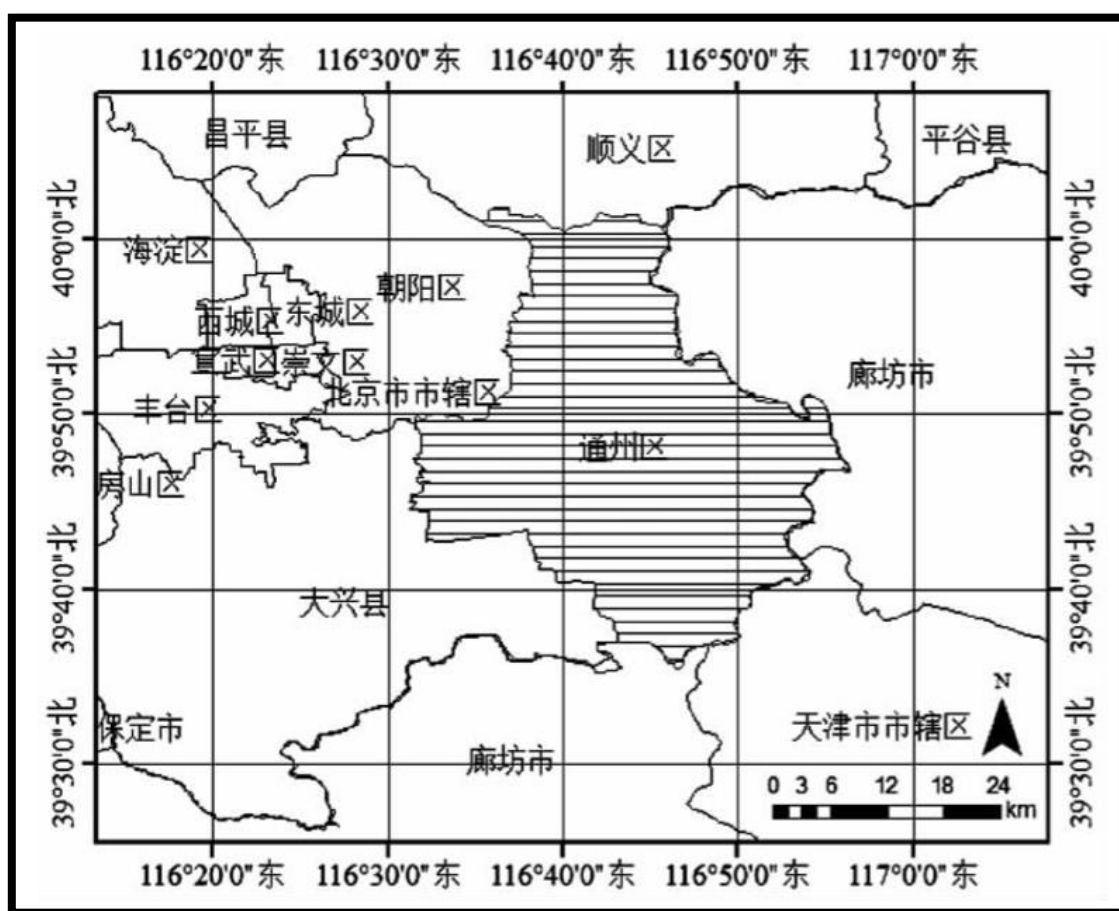 116°20'0"东 116°30'0"东 116°40'0"东 116°50'0"东 117°0'0"东
昌平县
顺义区
平谷县
40°0'0"北
海淀区
40°0'0"北
朝阳区
西城区
东城区
宣武区
崇文区
廊坊市
北京市市辖区
丰台区
39°50'0"北
39°50'0"北
通州区
房山区
39°40'0"北
大兴县
39°40'0"北
N
保定市
天津市市辖区
39°30'0"北
廊坊市
39°30'0"北
0 3 6 12 18 24
km
116°20'0"东 116°30'0"东 116°40'0"东 116°50'0"东 117°0'0"东